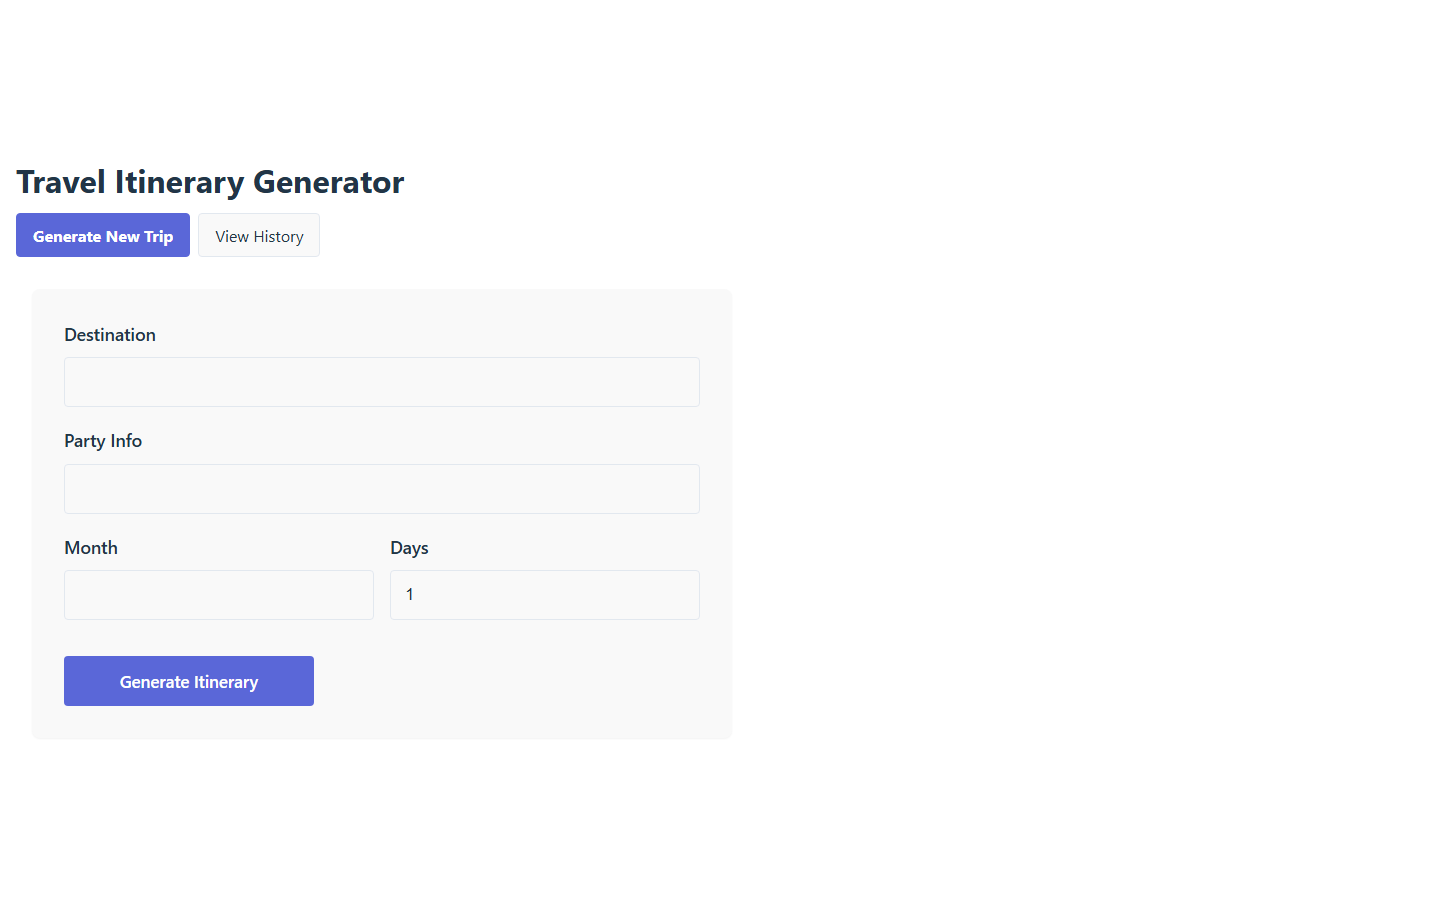 Travel Itinerary Generator
Generate New Trip
View History
Destination
Party Info
Month
Days
1
Generate Itinerary